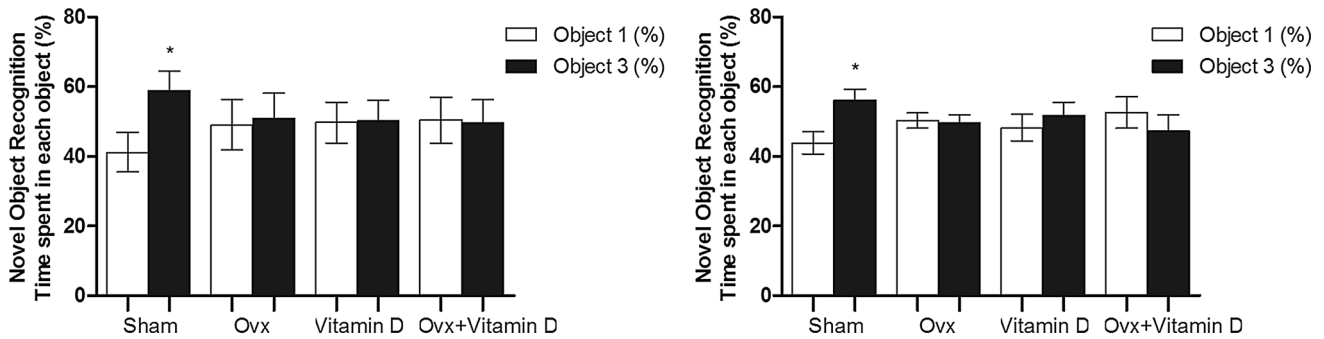 Novel Object Recognition
Time spent in each object (%)
80
60
40
20
0
*
Object 1 (%)
Object 3 (%)
Sham
Ovx
Vitamin D
Ovx+Vitamin D
Novel Object Recognition
Time spent in each object (%)
80
60
40
20
0
*
Object 1 (%)
Object 3 (%)
Sham
Ovx
Vitamin D
Ovx+Vitamin D